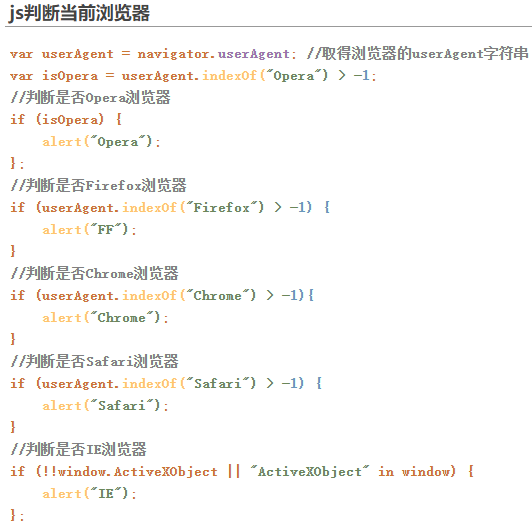 js判断当前浏览器
var userAgent = navigator.userAgent; //取得浏览器的userAgent字符串
var isOpera = userAgent.indexOf("Opera") > -1;
//判断是否Opera浏览器
if (isOpera) {
    alert("Opera");
};
//判断是否Firefox浏览器
if (userAgent.indexOf("Firefox") > -1) {
    alert("FF");
}
//判断是否Chrome浏览器
if (userAgent.indexOf("Chrome") > -1){
    alert("Chrome");
}
//判断是否Safari浏览器
if (userAgent.indexOf("Safari") > -1) {
    alert("Safari");
}
//判断是否IE浏览器
if (!!window.ActiveXObject || "ActiveXObject" in window) {
    alert("IE");
};